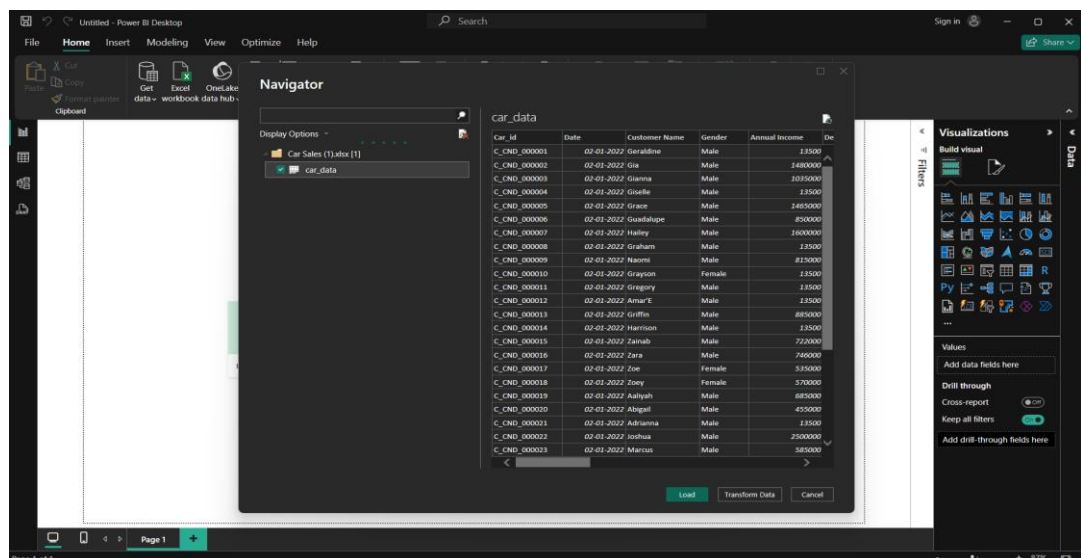 Untitled - Power BI Desktop
Search
Sign in
File Home Insert Modeling View Optimize Help
Share
Paste
Cut
Copy
Format painter
Clipboard
Get data
Excel workbook
OneLake data hub
Navigator
Display Options
Car Sales (1).xlsx [1]
car_data
car_data
Car_id Date Customer Name Gender Annual Income De
C_CND_000001 02-01-2022 Geraldine Male 13500
C_CND_000002 02-01-2022 Gia Male 1480000
C_CND_000003 02-01-2022 Gianna Male 1035000
C_CND_000004 02-01-2022 Giselle Male 13500
C_CND_000005 02-01-2022 Grace Male 1465000
C_CND_000006 02-01-2022 Guadalupe Male 850000
C_CND_000007 02-01-2022 Hailey Male 1600000
C_CND_000008 02-01-2022 Graham Male 13500
C_CND_000009 02-01-2022 Naomi Male 815000
C_CND_000010 02-01-2022 Grayson Female 13500
C_CND_000011 02-01-2022 Gregory Male 13500
C_CND_000012 02-01-2022 Amar'E Male 13500
C_CND_000013 02-01-2022 Griffin Male 885000
C_CND_000014 02-01-2022 Harrison Male 13500
C_CND_000015 02-01-2022 Zainab Male 722000
C_CND_000016 02-01-2022 Zara Male 746000
C_CND_000017 02-01-2022 Zoe Female 535000
C_CND_000018 02-01-2022 Zoey Female 570000
C_CND_000019 02-01-2022 Aaliyah Male 685000
C_CND_000020 02-01-2022 Abigail Male 455000
C_CND_000021 02-01-2022 Adrianna Male 13500
C_CND_000022 02-01-2022 Joshua Male 2500000
C_CND_000023 02-01-2022 Marcus Male 585000
Load Transform Data Cancel
Filters
Visualizations
Build visual
R
Py
Values
Add data fields here
Drill through
Cross-report Off
Keep all filters On
Add drill-through fields here
Data
Page 1